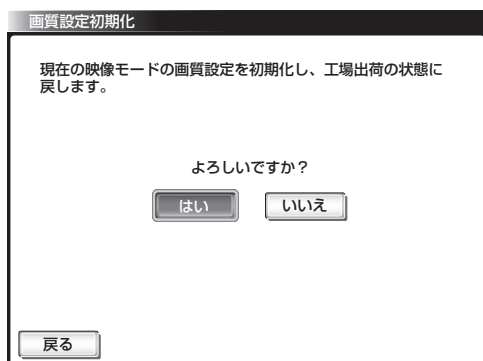 画質設定初期化
現在の映像モードの画質設定を初期化し、工場出荷の状態に
戻します。
よろしいですか？
はい
いいえ
戻る